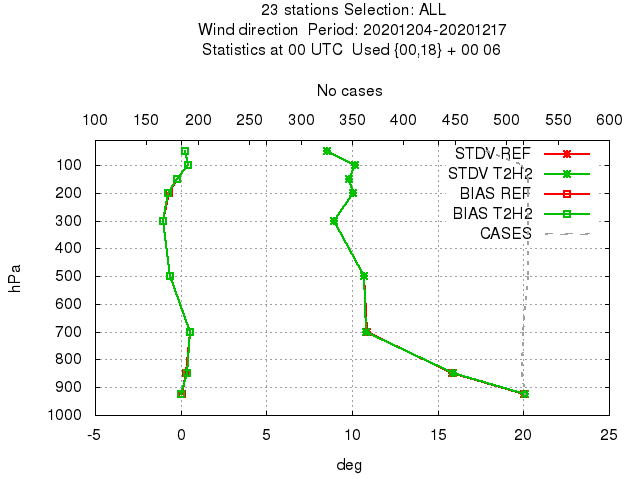 23 stations Selection: ALL
Wind direction  Period: 20201204-20201217
Statistics at 00 UTC  Used {00,18} + 00 06
No cases
100 150 200 250 300 350 400 450 500 550 600
STDV REF
STDV T2H2
BIAS REF
BIAS T2H2
CASES
100
200
300
400
500
600
700
800
900
1000
hPa
-5 0 5 10 15 20 25
deg